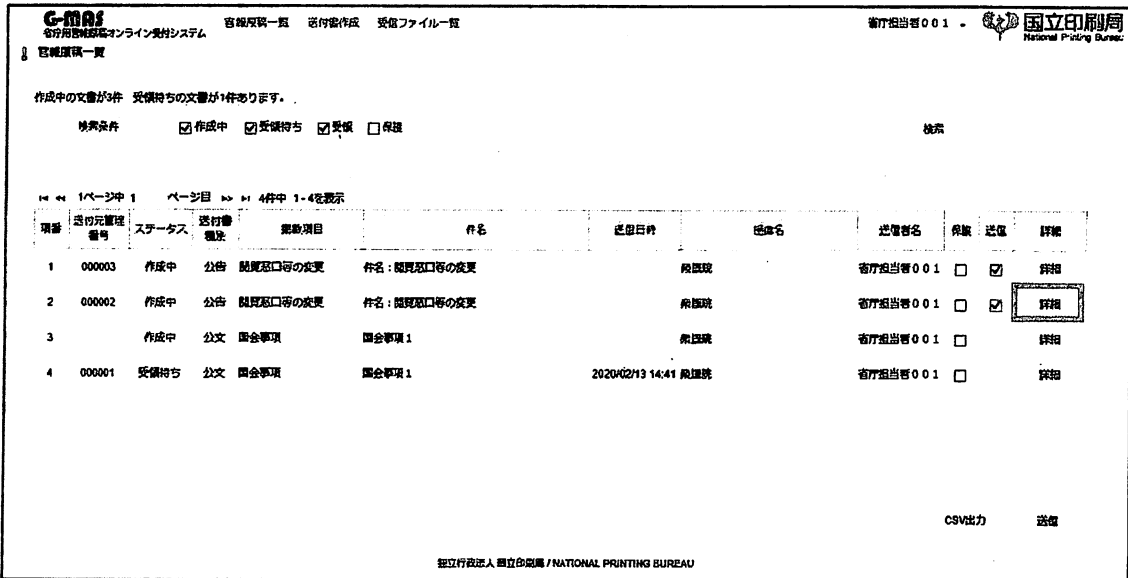 G-MAS 官報原稿一覧 送付書作成 受信ファイル一覧 省庁担当者001 国立印刷局
省庁用官報原稿オンライン受付システム National Printing Bureau
官報原稿一覧
作成中の文書が3件 受領待ちの文書が1件あります。
検索条件 作成中 受領待ち 受領 保護 検索
1ページ中 1 ページ目 4件中 1-4を表示
項番 送付元管理番号 ステータス 送付書種別 掲載項目 件名 送信日時 送信者名 保護 送信 詳細
1 000003 作成中 公告 閲覧窓口等の変更 件名:閲覧窓口等の変更 衆議院 省庁担当者001 詳細
2 000002 作成中 公告 閲覧窓口等の変更 件名:閲覧窓口等の変更 衆議院 省庁担当者001 詳細
3 作成中 公文 国会事項 国会事項1 衆議院 省庁担当者001 詳細
4 000001 受領待ち 公文 国会事項 国会事項1 2020/02/13 14:41 衆議院 省庁担当者001 詳細
CSV出力 送信
独立行政法人 国立印刷局 / NATIONAL PRINTING BUREAU